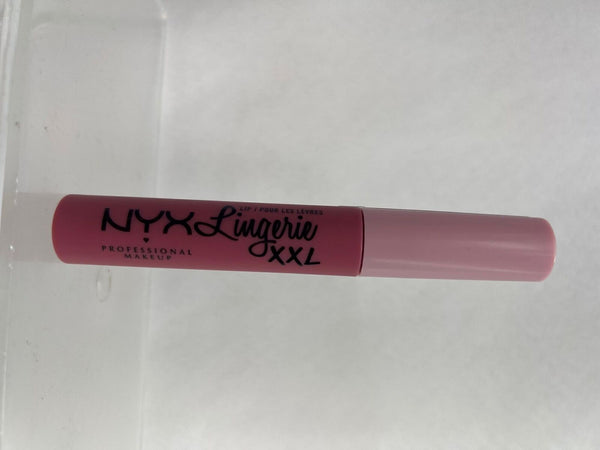 LIP / POUR LES LÈVRES
NYX Lingerie
XXL
PROFESSIONAL
MAKEUP